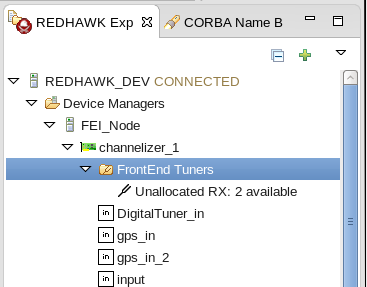 REDHAWK Exp
CORBA Name B
REDHAWK_DEV CONNECTED
Device Managers
FEI_Node
channelizer_1
FrontEnd Tuners
Unallocated RX: 2 available
in DigitalTuner_in
in gps_in
in gps_in_2
in input